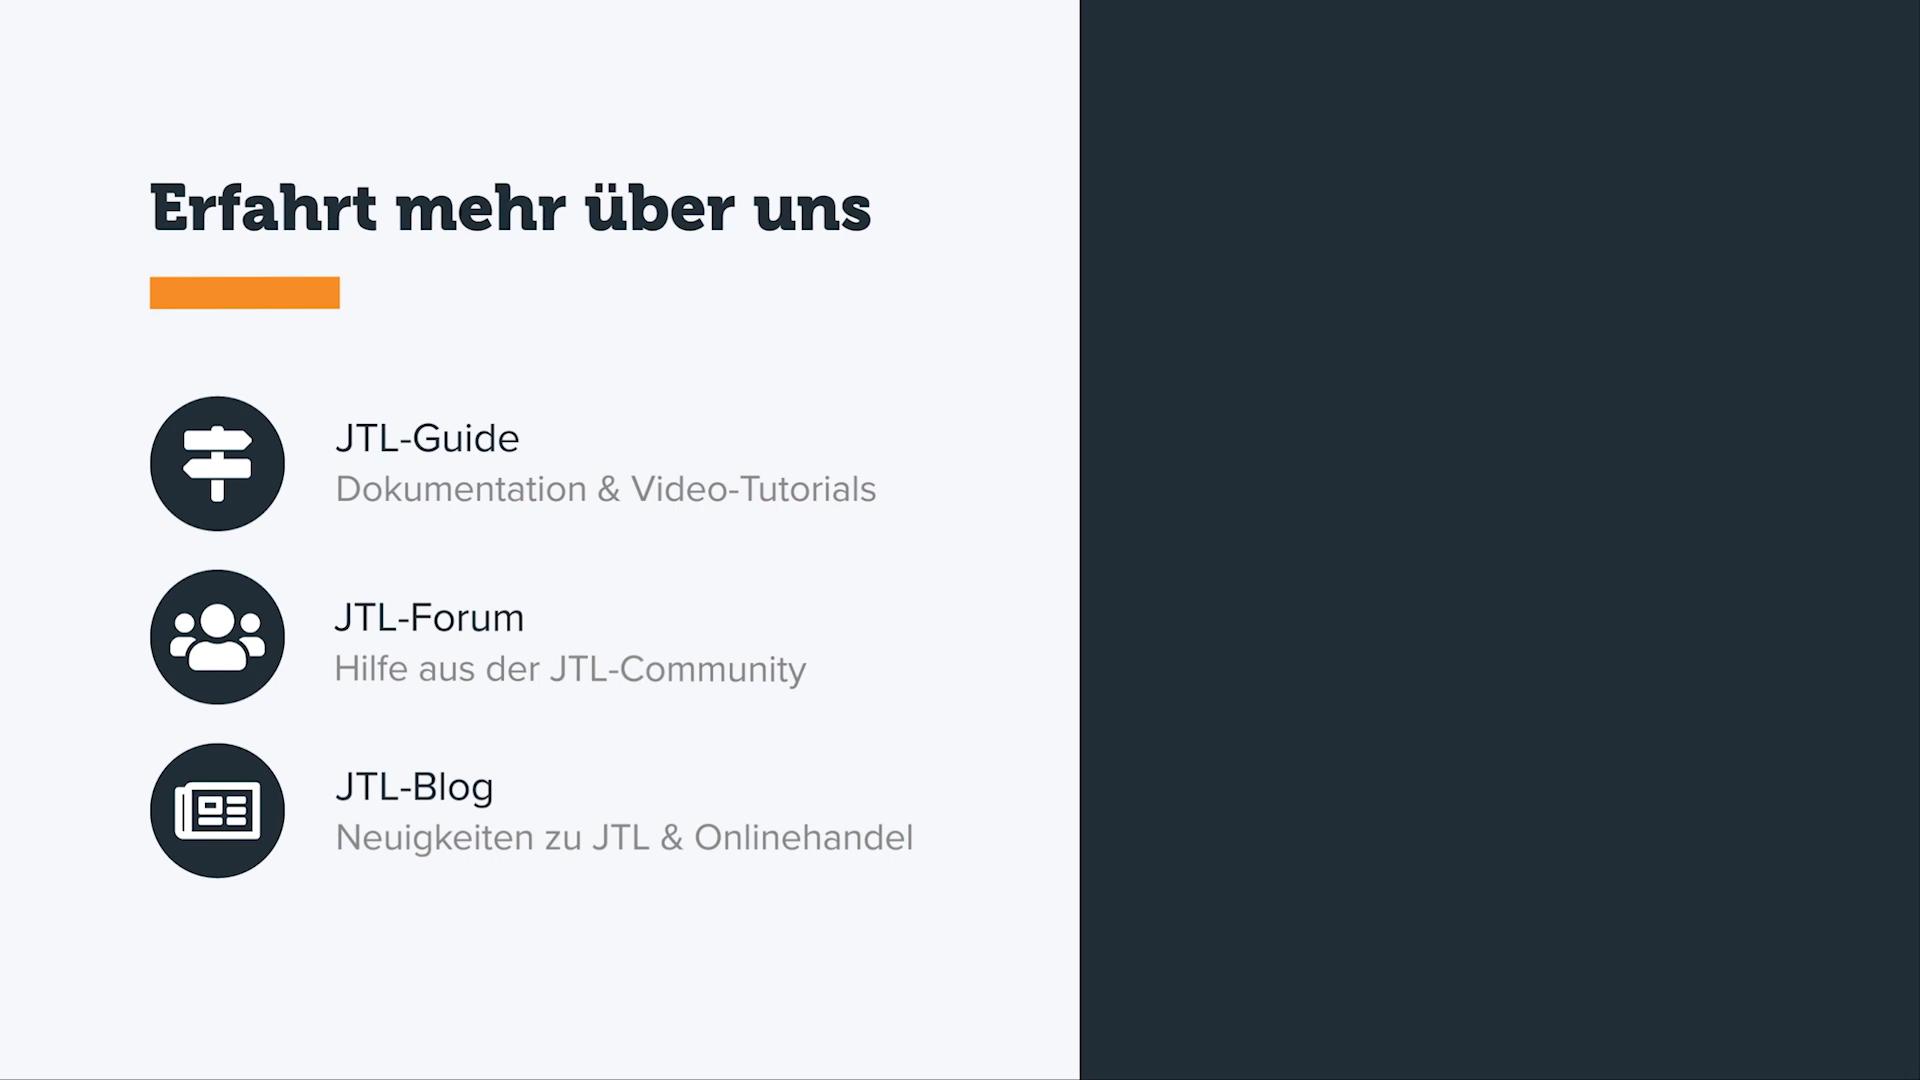 Erfahrt mehr über uns
JTL-Guide
Dokumentation & Video-Tutorials
JTL-Forum
Hilfe aus der JTL-Community
JTL-Blog
Neuigkeiten zu JTL & Onlinehandel